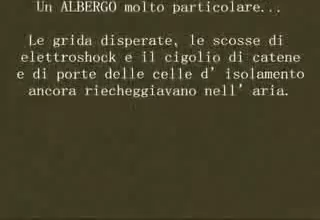 Un ALBERGO molto particolare...
Le grida disperate, le scosse di
elettroshock e il cigolio di catene
e di porte delle celle d' isolamento
ancora riecheggiavano nell' aria.